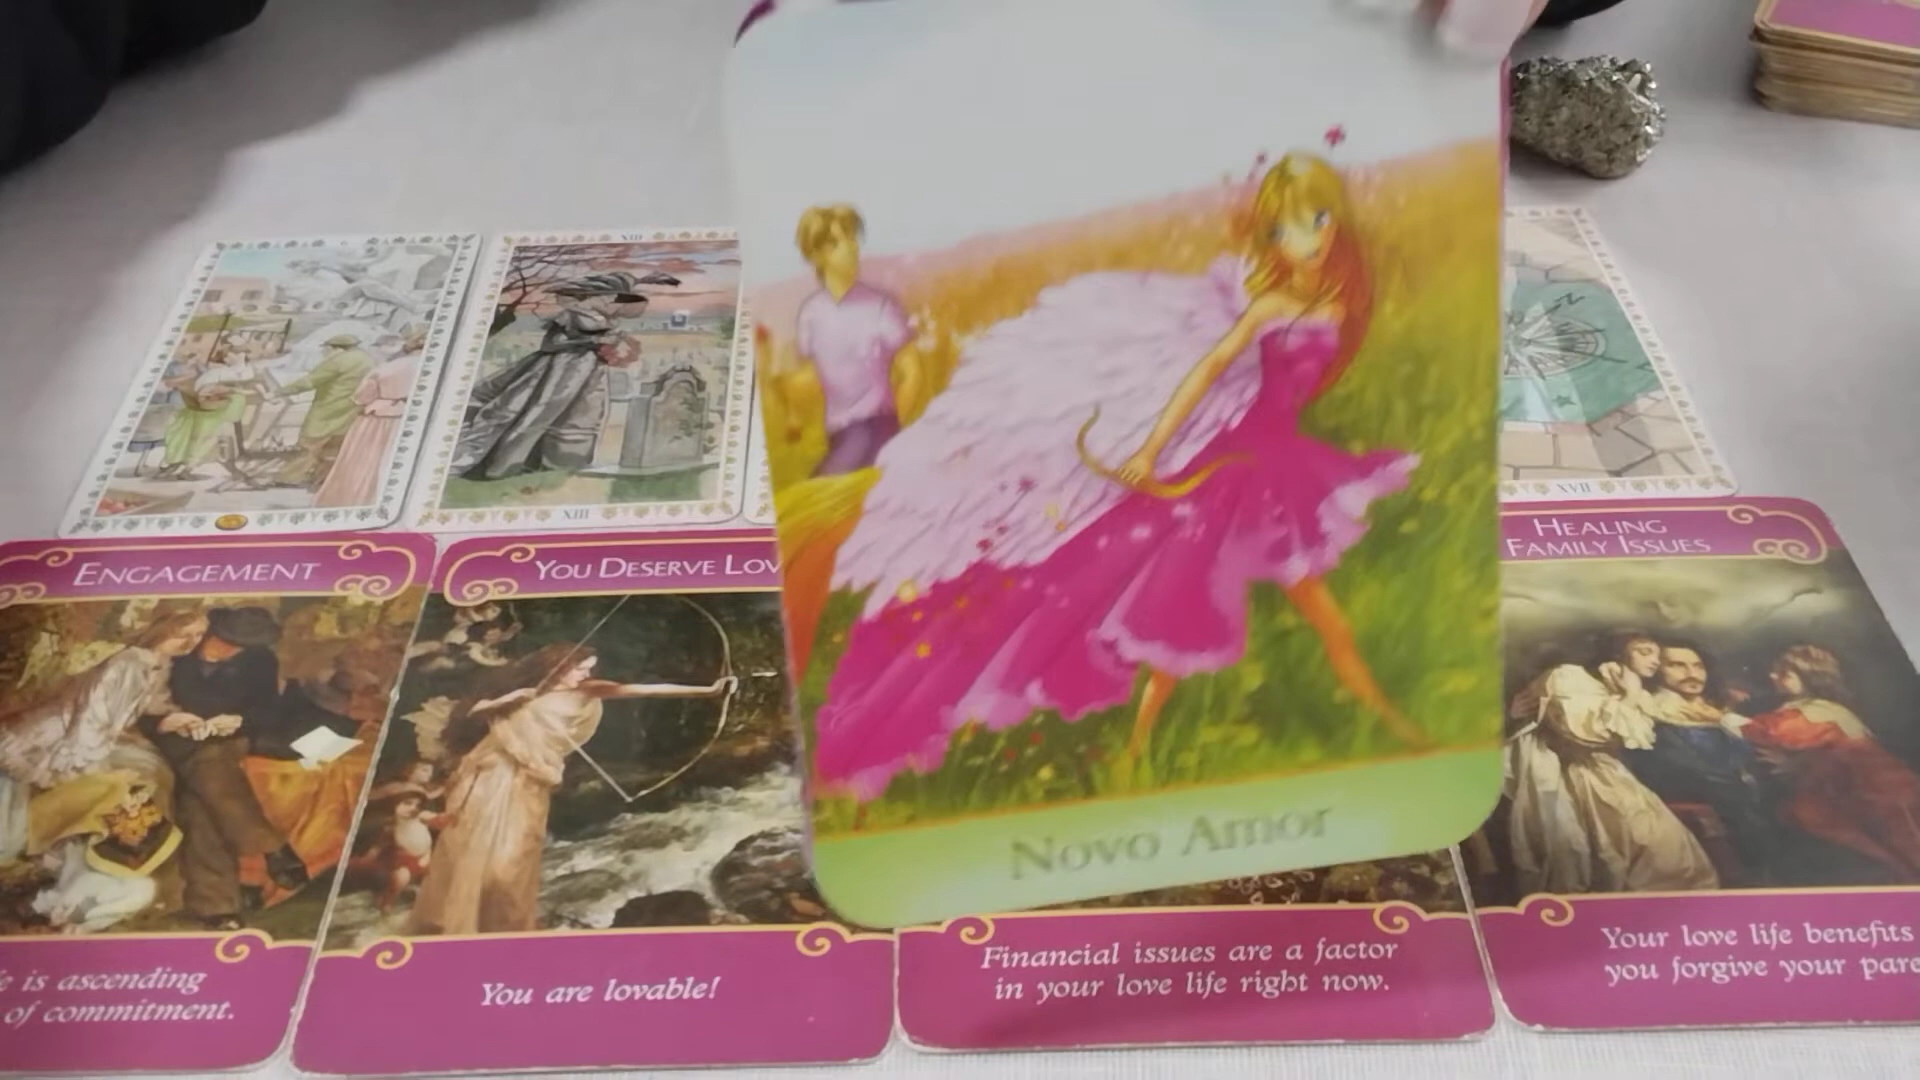 XIII
XIII
XVII
ENGAGEMENT
YOU DESERVE LOV
HEALING
FAMILY ISSUES
Novo Amor
is ascending
of commitment.
You are lovable!
Financial issues are a factor
in your love life right now.
Your love life benefits
you forgive your pare